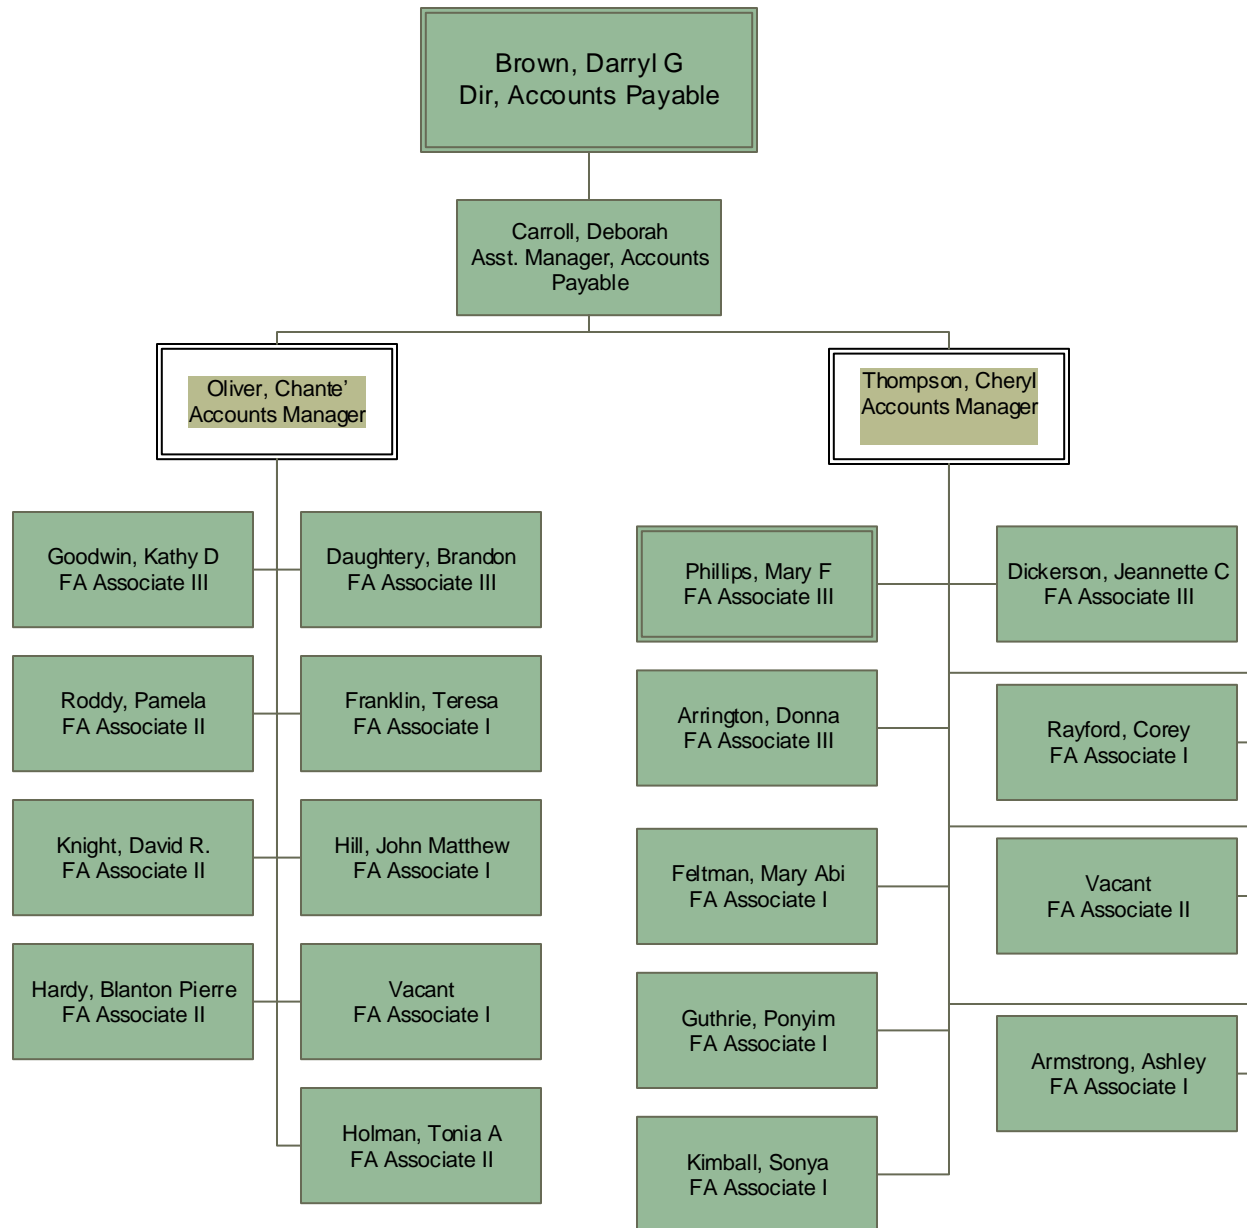 Brown, Darryl G
Dir, Accounts Payable
Carroll, Deborah
Asst. Manager, Accounts
Payable
Oliver, Chante’
Accounts Manager
Thompson, Cheryl
Accounts Manager
Goodwin, Kathy D
FA Associate III
Daughtery, Brandon
FA Associate III
Roddy, Pamela
FA Associate II
Franklin, Teresa
FA Associate I
Knight, David R.
FA Associate II
Hill, John Matthew
FA Associate I
Hardy, Blanton Pierre
FA Associate II
Vacant
FA Associate I
Holman, Tonia A
FA Associate II
Phillips, Mary F
FA Associate III
Dickerson, Jeannette C
FA Associate III
Arrington, Donna
FA Associate III
Rayford, Corey
FA Associate I
Feltman, Mary Abi
FA Associate I
Vacant
FA Associate II
Guthrie, Ponyim
FA Associate I
Armstrong, Ashley
FA Associate I
Kimball, Sonya
FA Associate I